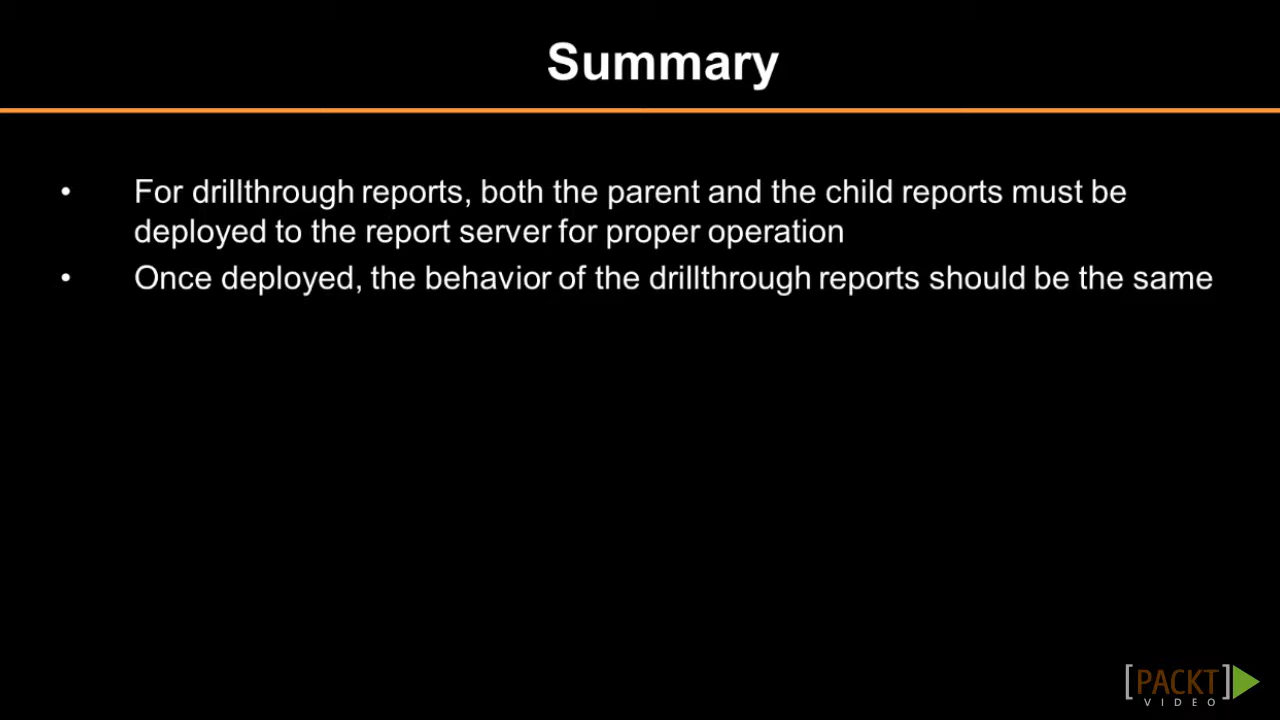 Summary
• For drillthrough reports, both the parent and the child reports must be
deployed to the report server for proper operation
• Once deployed, the behavior of the drillthrough reports should be the same
[PACKT]
VIDEO